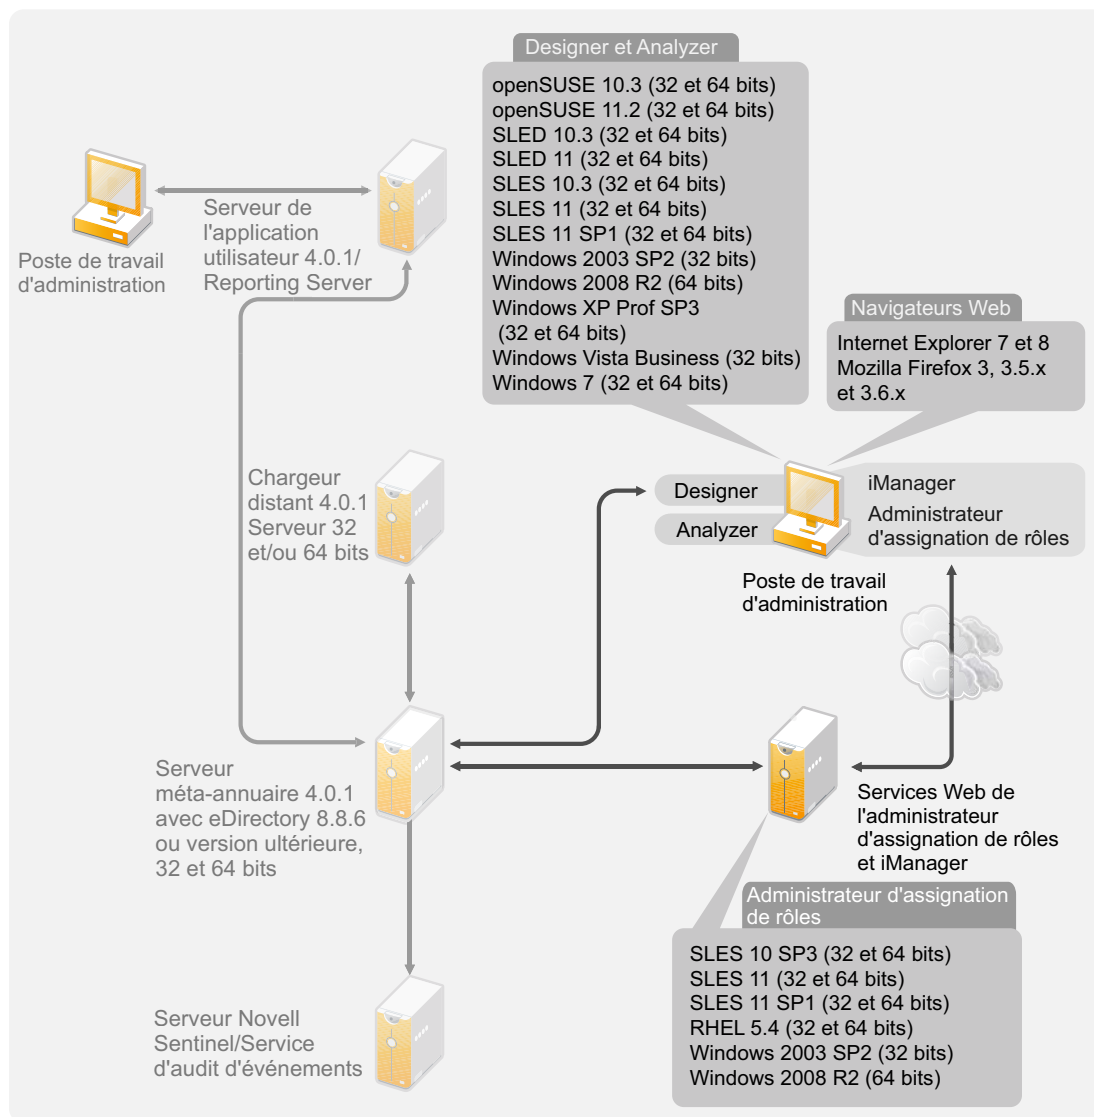 Designer et Analyzer
openSUSE 10.3 (32 et 64 bits)
openSUSE 11.2 (32 et 64 bits)
SLED 10.3 (32 et 64 bits)
SLED 11 (32 et 64 bits)
SLES 10.3 (32 et 64 bits)
SLES 11 (32 et 64 bits)
SLES 11 SP1 (32 et 64 bits)
Windows 2003 SP2 (32 bits)
Windows 2008 R2 (64 bits)
Windows XP Prof SP3
(32 et 64 bits)
Windows Vista Business (32 bits)
Windows 7 (32 et 64 bits)
Poste de travail
d'administration
Serveur de
l'application
utilisateur 4.0.1/
Reporting Server
Navigateurs Web
Internet Explorer 7 et 8
Mozilla Firefox 3, 3.5.x
et 3.6.x
Chargeur
distant 4.0.1
Serveur 32
et/ou 64 bits
Designer
Analyzer
iManager
Administrateur
d'assignation de rôles
Poste de travail
d'administration
Serveur
méta-annuaire 4.0.1
avec eDirectory 8.8.6
ou version ultérieure,
32 et 64 bits
Services Web de
l'administrateur
d'assignation de rôles
et iManager
Administrateur d'assignation
de rôles
SLES 10 SP3 (32 et 64 bits)
SLES 11 (32 et 64 bits)
SLES 11 SP1 (32 et 64 bits)
RHEL 5.4 (32 et 64 bits)
Windows 2003 SP2 (32 bits)
Windows 2008 R2 (64 bits)
Serveur Novell
Sentinel/Service
d'audit d'événements